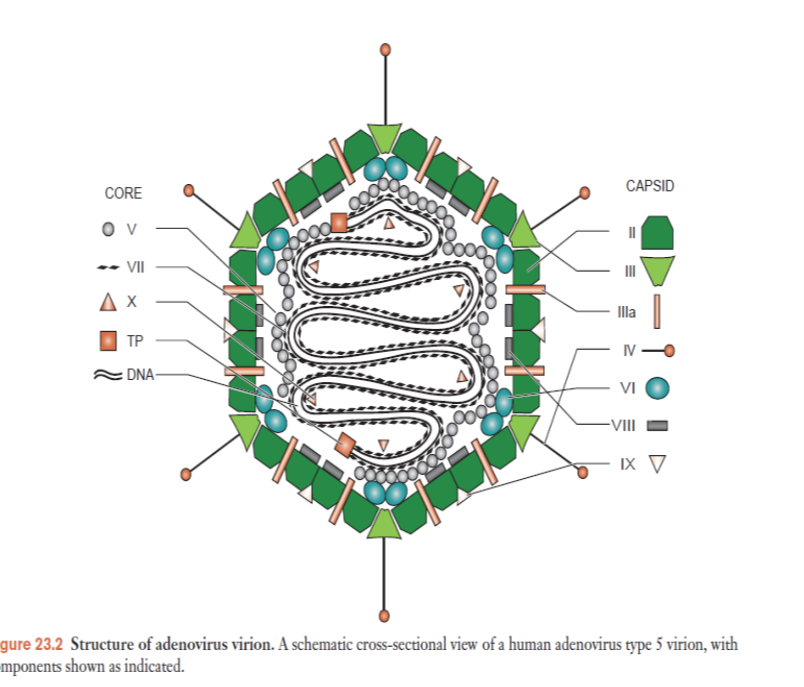 CORE
V
VII
X
TP
DNA
CAPSID
II
III
IIIa
IV
VI
VIII
IX
gure 23.2 Structure of adenovirus virion. A schematic cross-sectional view of a human adenovirus type 5 virion, with
mponents shown as indicated.